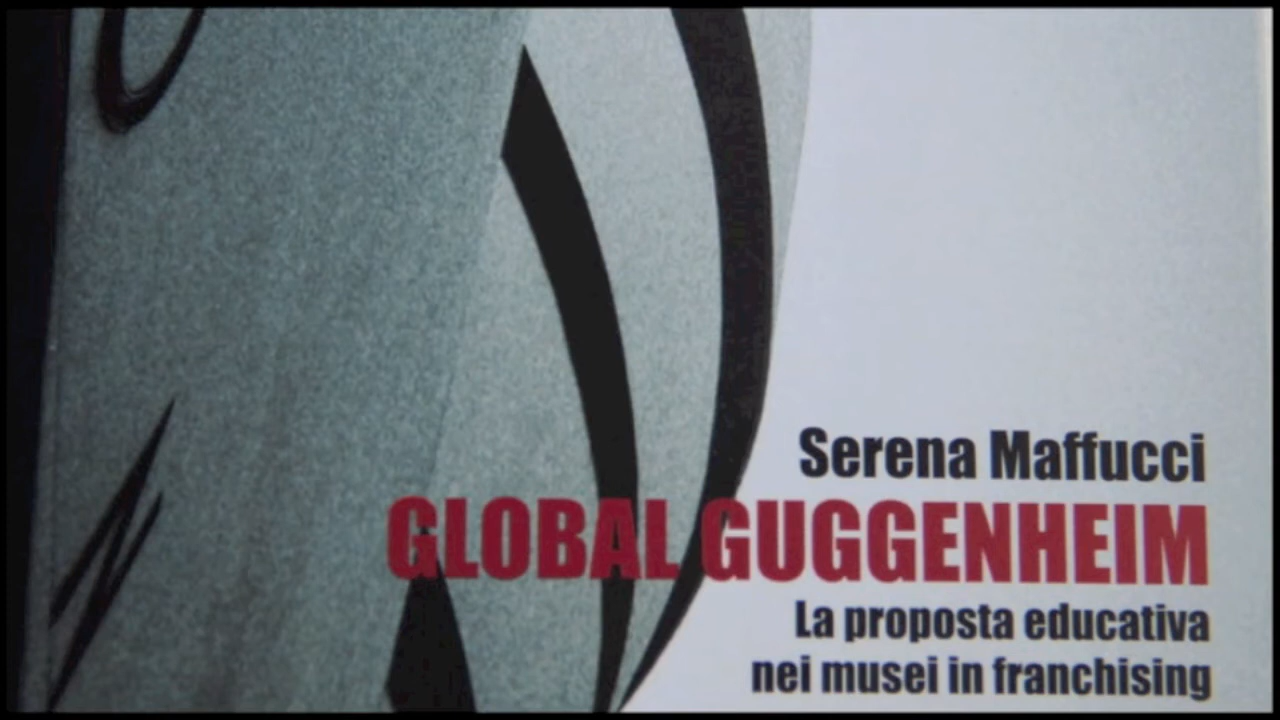 Serena Maffucci
GLOBAL GUGGENHEIM
La proposta educativa
nei musei in franchising